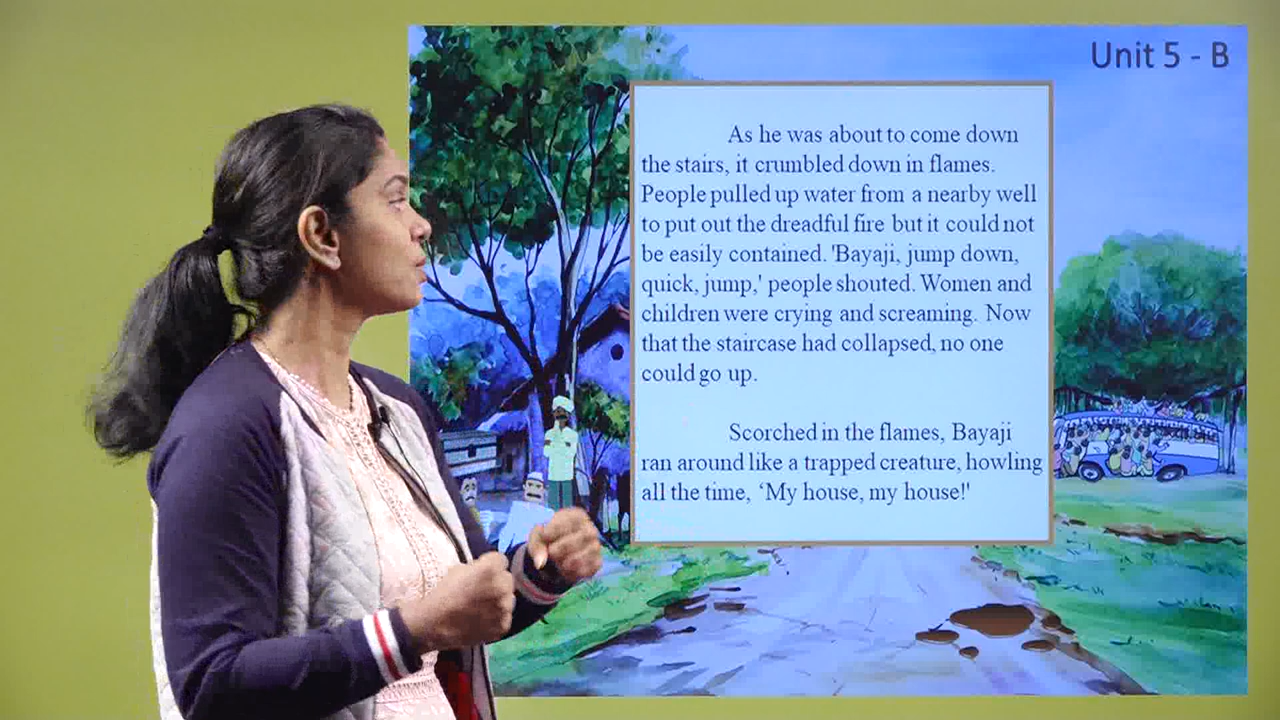 Unit 5 - B
As he was about to come down
the stairs, it crumbled down in flames.
People pulled up water from a nearby well
to put out the dreadful fire but it could not
be easily contained. 'Bayaji, jump down,
quick, jump,' people shouted. Women and
children were crying and screaming. Now
that the staircase had collapsed, no one
could go up.
Scorched in the flames, Bayaji
ran around like a trapped creature, howling
all the time, ‘My house, my house!'